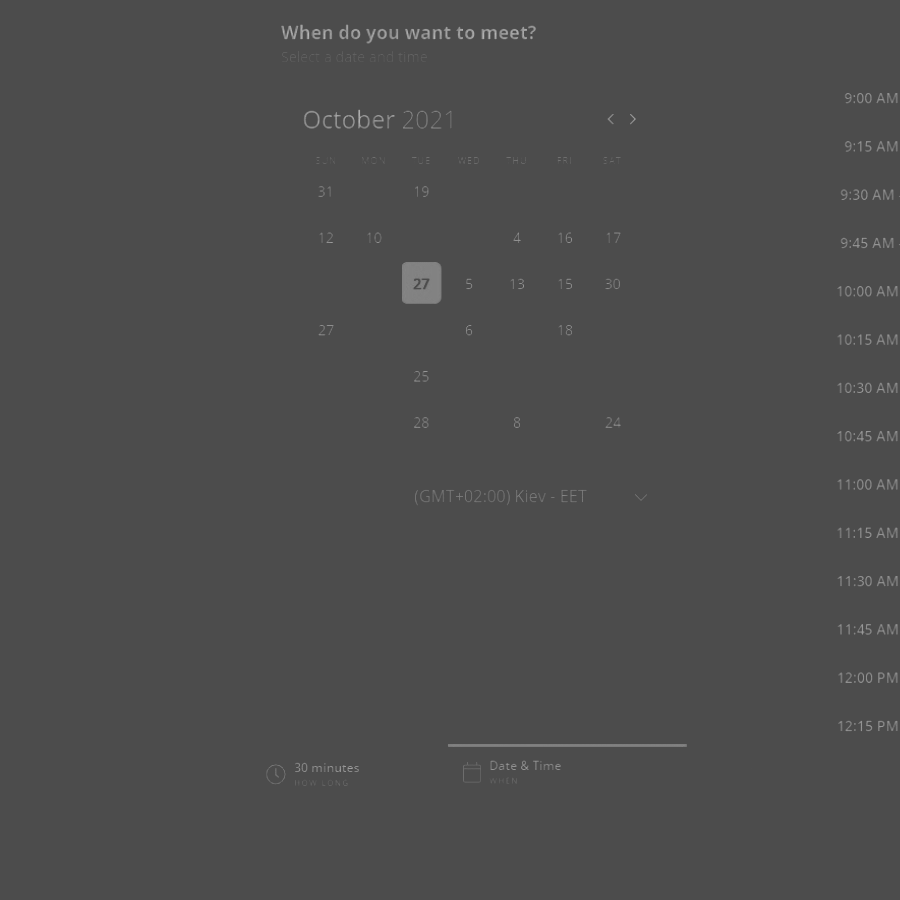 When do you want to meet?
Select a date and time
October 2021
SUN MON TUE WED THU FRI SAT
31 19
12 10 4 16 17
27 5 13 15 30
27 6 18
25
28 8 24
(GMT+02:00) Kiev - EET
9:00 AM
9:15 AM
9:30 AM -
9:45 AM -
10:00 AM
10:15 AM
10:30 AM
10:45 AM
11:00 AM
11:15 AM
11:30 AM
11:45 AM
12:00 PM
12:15 PM
30 minutes
HOW LONG
Date & Time
WHEN